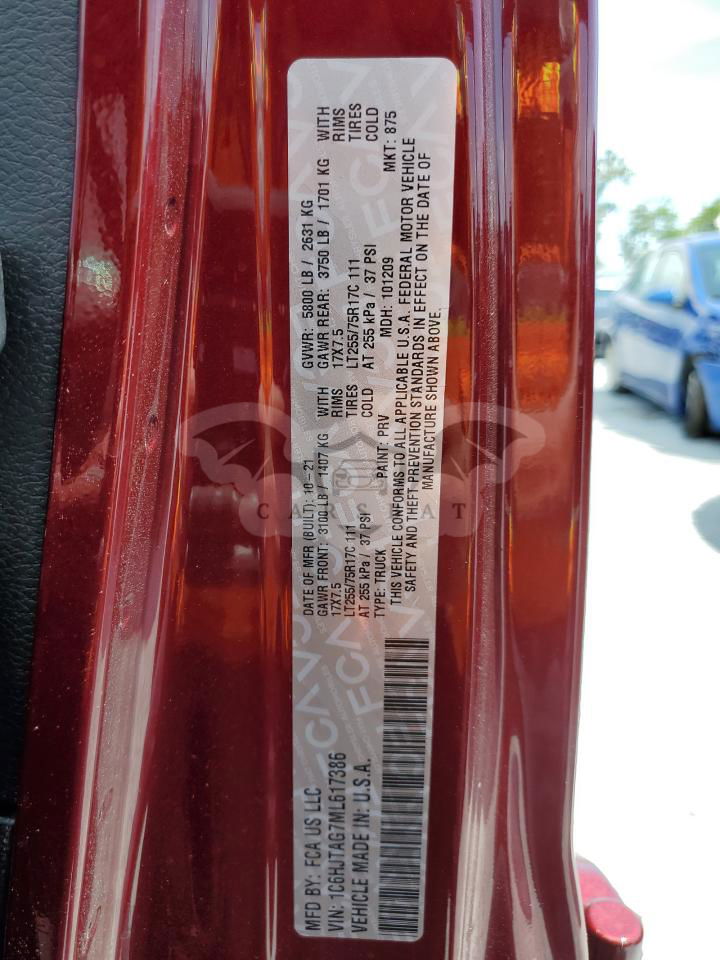 MFD BY: FCA US LLC
DATE OF MFR (BUILT): 10-21
GVWR: 5800 LB / 2631 KG
GAWR FRONT: 3100 LB / 1407 KG WITH
GAWR REAR: 3750 LB / 1701 KG WITH
17X7.5 RIMS
17X7.5 RIMS
LT255/75R17C 111 TIRES
LT255/75R17C 111 TIRES
AT 255 kPa / 37 PSI COLD
AT 255 kPa / 37 PSI COLD
VIN: 1C6HJTAG7ML617386
TYPE: TRUCK
PAINT: PRV
MDH: 101209
MKT: 875
VEHICLE MADE IN: U.S.A.
THIS VEHICLE CONFORMS TO ALL APPLICABLE U.S.A. FEDERAL MOTOR VEHICLE
SAFETY AND THEFT PREVENTION STANDARDS IN EFFECT ON THE DATE OF
MANUFACTURE SHOWN ABOVE.